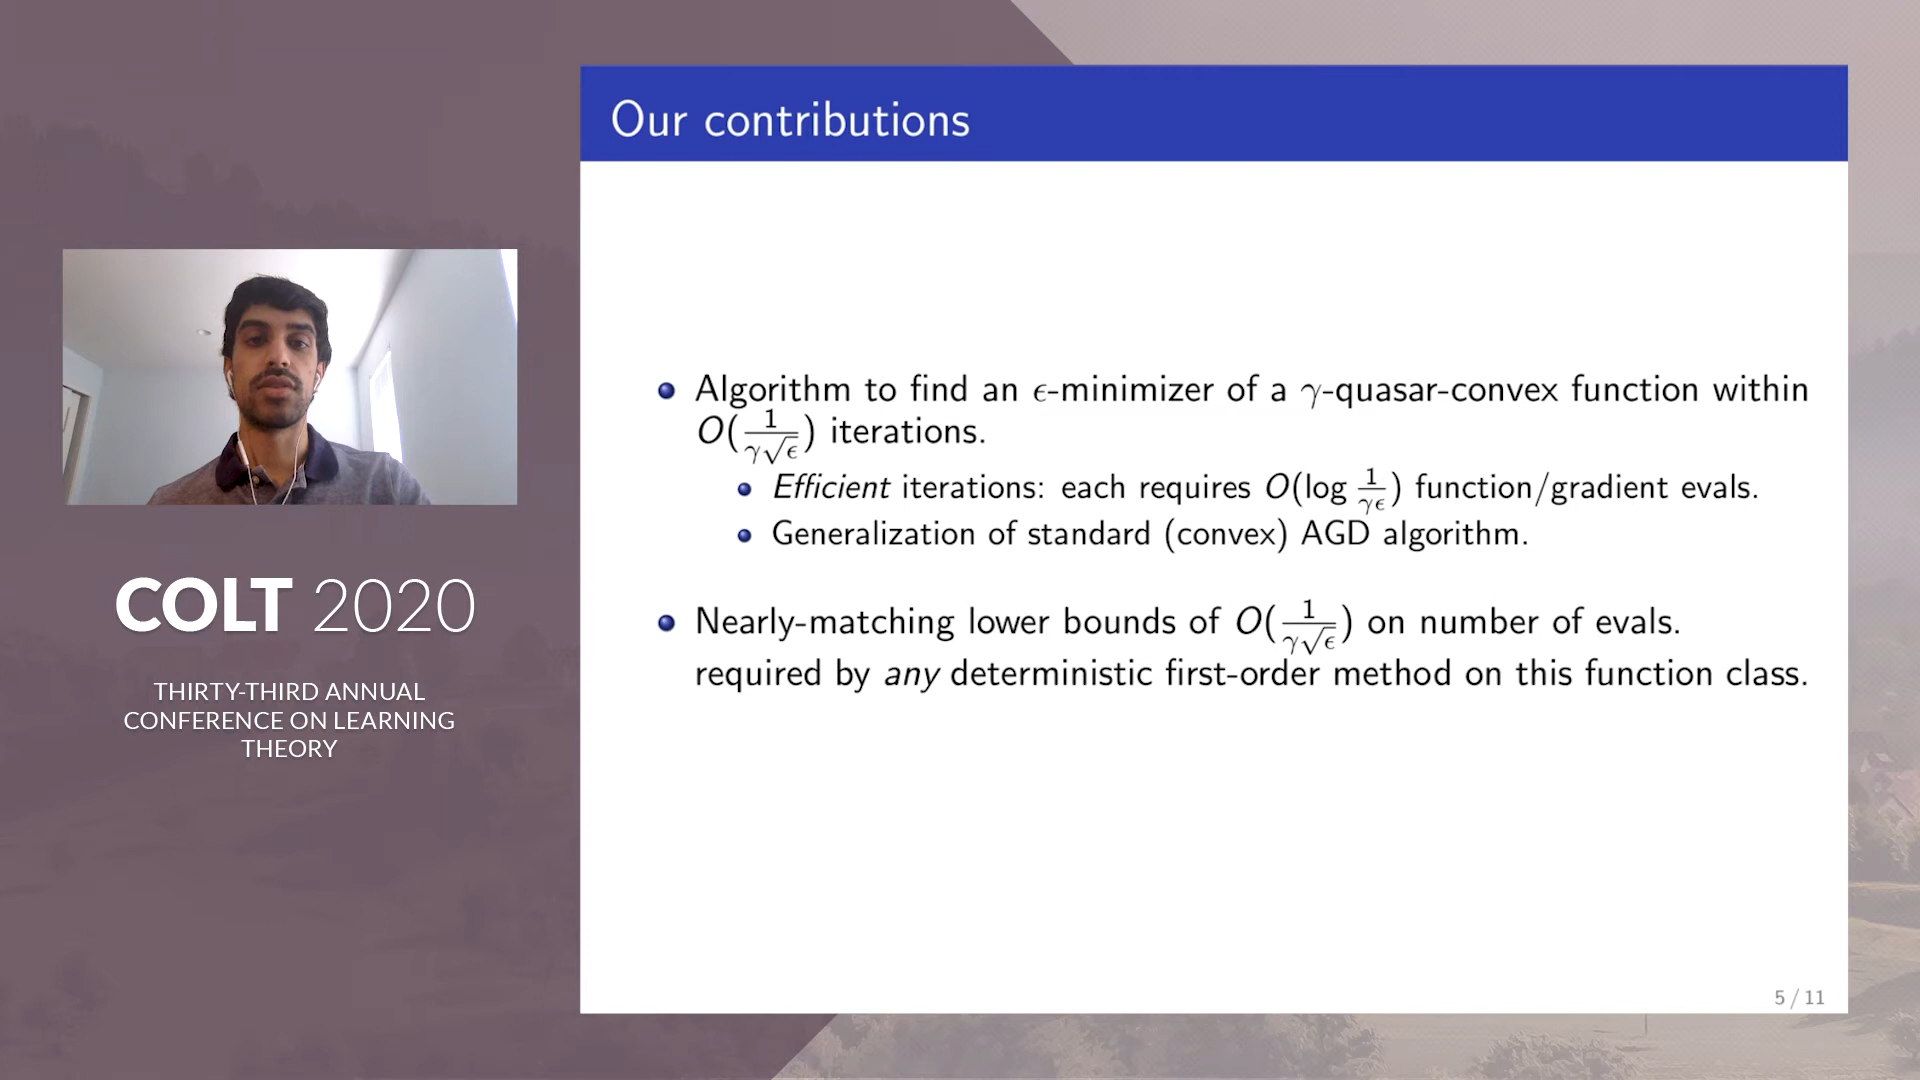 Our contributions
Algorithm to find an ϵ-minimizer of a γ-quasar-convex function within
O(1/(γ√ϵ)) iterations.
Efficient iterations: each requires O(log 1/(γϵ)) function/gradient evals.
Generalization of standard (convex) AGD algorithm.
Nearly-matching lower bounds of O(1/(γ√ϵ)) on number of evals.
required by any deterministic first-order method on this function class.
5 / 11
COLT 2020
THIRTY-THIRD ANNUAL
CONFERENCE ON LEARNING
THEORY